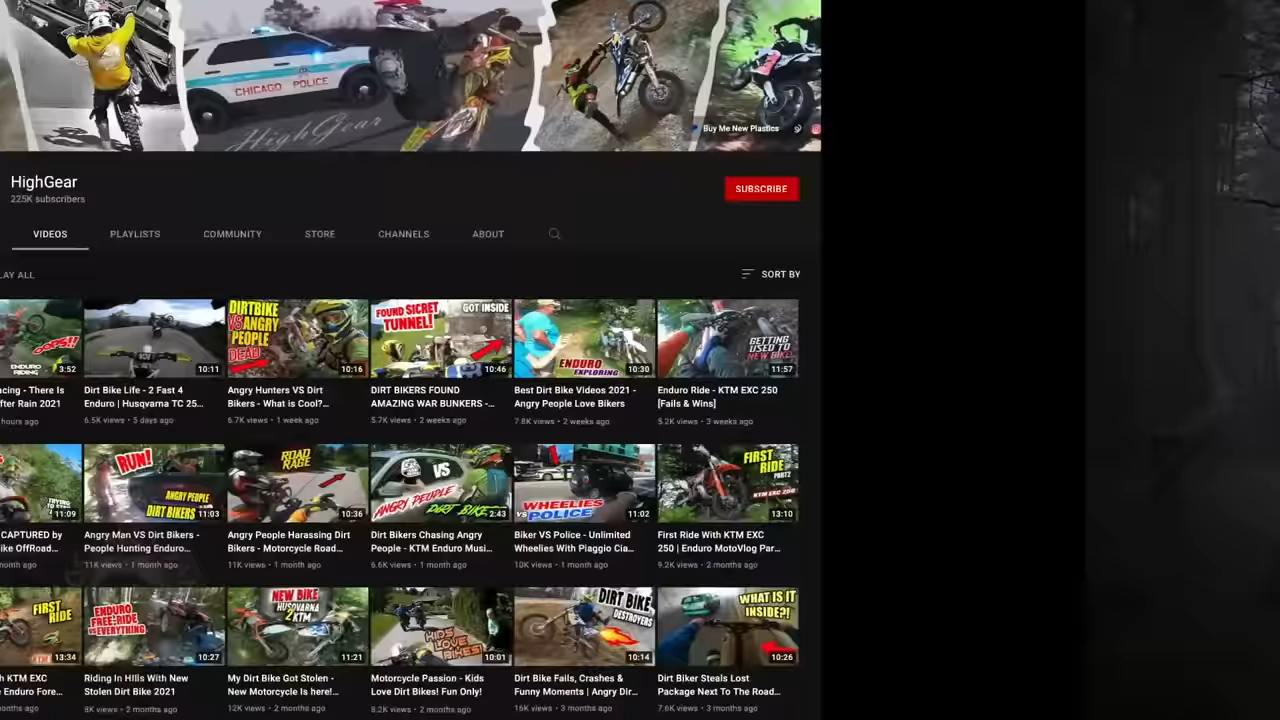 CHICAGO POLICE
HighGear
Buy Me New Plastics
HighGear
225K subscribers
SUBSCRIBE
VIDEOS
PLAYLISTS
COMMUNITY
STORE
CHANNELS
ABOUT
LAY ALL
SORT BY
OOPS!!
ENDURO
RIDING
3:52
10:11
DIRTBIKE
VS ANGRY
PEOPLE
DEAD
10:16
FOUND SICRET
TUNNEL!
GOT INSIDE
10:46
ENDURO
EXPLORING
10:30
GETTING
USED TO
NEW BIKE
11:57
cing - There Is
fter Rain 2021
hours ago
Dirt Bike Life - 2 Fast 4
Enduro | Husqvarna TC 25...
6.5K views • 5 days ago
Angry Hunters VS Dirt
Bikers - What is Cool?...
6.7K views • 1 week ago
DIRT BIKERS FOUND
AMAZING WAR BUNKERS -...
5.7K views • 2 weeks ago
Best Dirt Bike Videos 2021 -
Angry People Love Bikers
7.8K views • 2 weeks ago
Enduro Ride - KTM EXC 250
[Fails & Wins]
5.2K views • 3 weeks ago
11:09
RUN!
ANGRY PEOPLE
DIRT BIKERS
11:03
ROAD
RAGE
10:36
VS
ANGRY PEOPLE
DIRT BIKE
2:43
WHEELIES
VS POLICE
11:02
FIRST
RIDE
PART2
KTM EXC 250
13:10
CAPTURED by
ike OffRoad...
month ago
Angry Man VS Dirt Bikers -
People Hunting Enduro...
11K views • 1 month ago
Angry People Harassing Dirt
Bikers - Motorcycle Road...
11K views • 1 month ago
Dirt Bikers Chasing Angry
People - KTM Enduro Musi...
6.6K views • 1 month ago
Biker VS Police - Unlimited
Wheelies With Piaggio Cia...
10K views • 1 month ago
First Ride With KTM EXC
250 | Enduro MotoVlog Par...
9.2K views • 2 months ago
FIRST
RIDE
13:34
ENDURO
FREE-RIDE
VS EVERYTHING
10:27
NEW BIKE
HUSQVARNA
2 KTM
11:21
KIDS
LOVE
BIKES!
10:01
DIRT BIKE
DESTROYERS
10:14
WHAT IS IT
INSIDE?!
10:26
h KTM EXC
Enduro Fore...
months ago
Riding In HIlls With New
Stolen Dirt Bike 2021
8K views • 2 months ago
My Dirt Bike Got Stolen -
New Motorcycle Is here!...
12K views • 2 months ago
Motorcycle Passion - Kids
Love Dirt Bikes! Fun Only!
8.2K views • 2 months ago
Dirt Bike Fails, Crashes &
Funny Moments | Angry Dir...
16K views • 3 months ago
Dirt Biker Steals Lost
Package Next To The Road...
7.6K views • 3 months ago